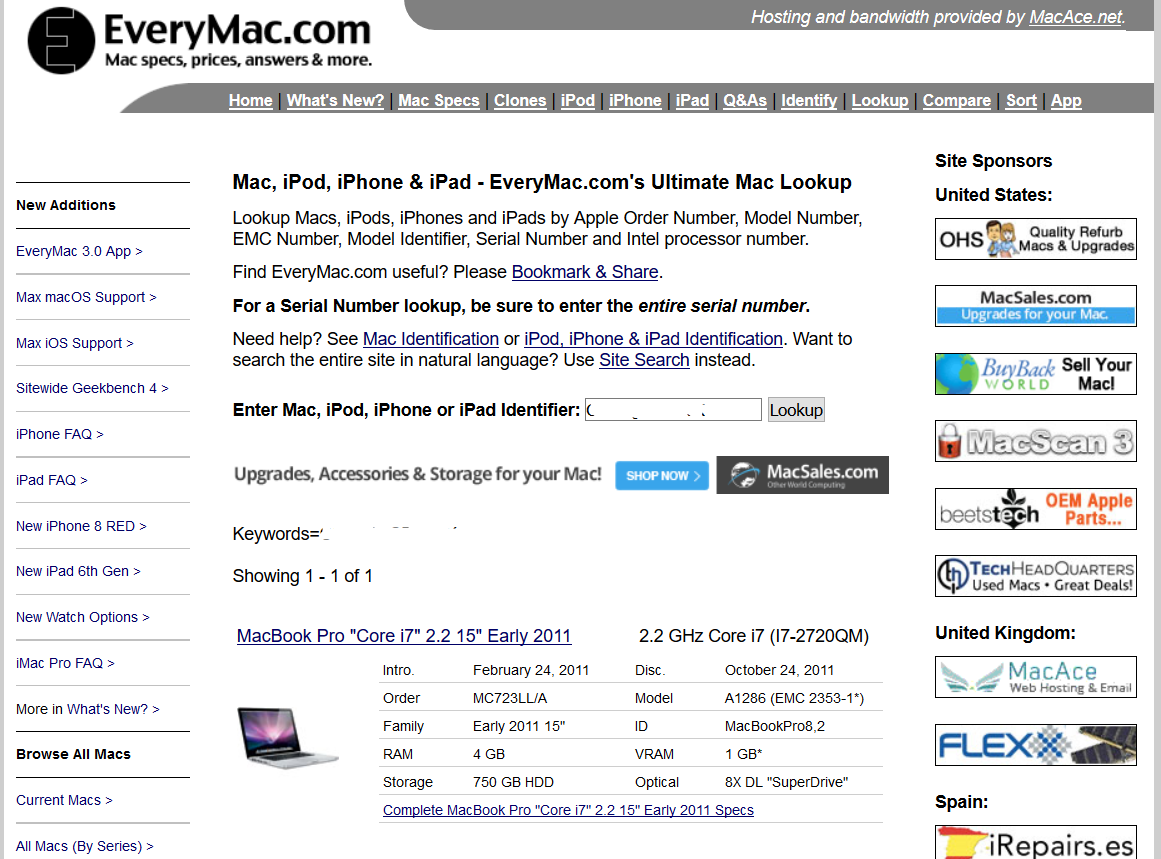 EveryMac.com
Mac specs, prices, answers & more.
Hosting and bandwidth provided by MacAce.net.
Home | What's New? | Mac Specs | Clones | iPod | iPhone | iPad | Q&As | Identify | Lookup | Compare | Sort | App
New Additions
EveryMac 3.0 App >
Max macOS Support >
Max iOS Support >
Sitewide Geekbench 4 >
iPhone FAQ >
iPad FAQ >
New iPhone 8 RED >
New iPad 6th Gen >
New Watch Options >
iMac Pro FAQ >
More in What's New? >
Browse All Macs
Current Macs >
All Macs (By Series) >
Mac, iPod, iPhone & iPad - EveryMac.com's Ultimate Mac Lookup
Lookup Macs, iPods, iPhones and iPads by Apple Order Number, Model Number,
EMC Number, Model Identifier, Serial Number and Intel processor number.
Find EveryMac.com useful? Please Bookmark & Share.
For a Serial Number lookup, be sure to enter the entire serial number.
Need help? See Mac Identification or iPod, iPhone & iPad Identification. Want to
search the entire site in natural language? Use Site Search instead.
Enter Mac, iPod, iPhone or iPad Identifier: Lookup
Upgrades, Accessories & Storage for your Mac! SHOP NOW > MacSales.com
Other World Computing
Keywords=
Showing 1 - 1 of 1
MacBook Pro "Core i7" 2.2 15" Early 2011 2.2 GHz Core i7 (I7-2720QM)
Intro. February 24, 2011 Disc. October 24, 2011
Order MC723LL/A Model A1286 (EMC 2353-1*)
Family Early 2011 15" ID MacBookPro8,2
RAM 4 GB VRAM 1 GB*
Storage 750 GB HDD Optical 8X DL "SuperDrive"
Complete MacBook Pro "Core i7" 2.2 15" Early 2011 Specs
Site Sponsors
United States:
OHS Quality Refurb
Macs & Upgrades
MacSales.com
Upgrades for your Mac.
BuyBack WORLD Sell Your
Mac!
MacScan 3
beetstech OEM Apple
Parts...
TECHHEADQUARTERS
Used Macs • Great Deals!
United Kingdom:
MacAce
Web Hosting & Email
FLEX
Spain:
iRepairs.es